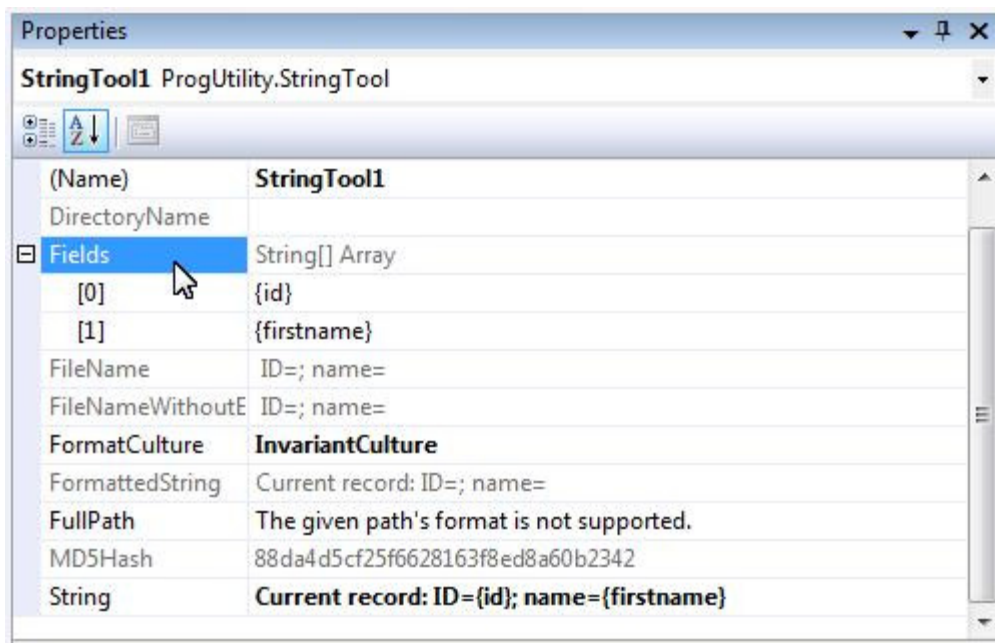 Properties
StringTool1 ProgUtility.StringTool
(Name) StringTool1
DirectoryName
Fields String[] Array
[0] {id}
[1] {firstname}
FileName ID=; name=
FileNameWithoutE ID=; name=
FormatCulture InvariantCulture
FormattedString Current record: ID=; name=
FullPath The given path's format is not supported.
MD5Hash 88da4d5cf25f6628163f8ed8a60b2342
String Current record: ID={id}; name={firstname}